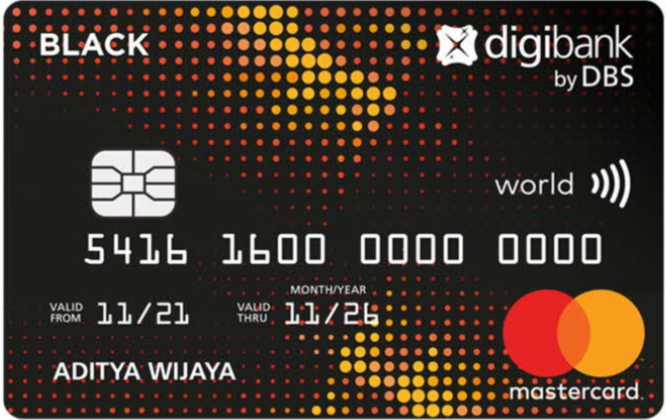 BLACK
digibank
by DBS
world
5416 1600 0000 0000
MONTH/YEAR
VALID FROM 11/21 VALID THRU 11/26
ADITYA WIJAYA
mastercard.